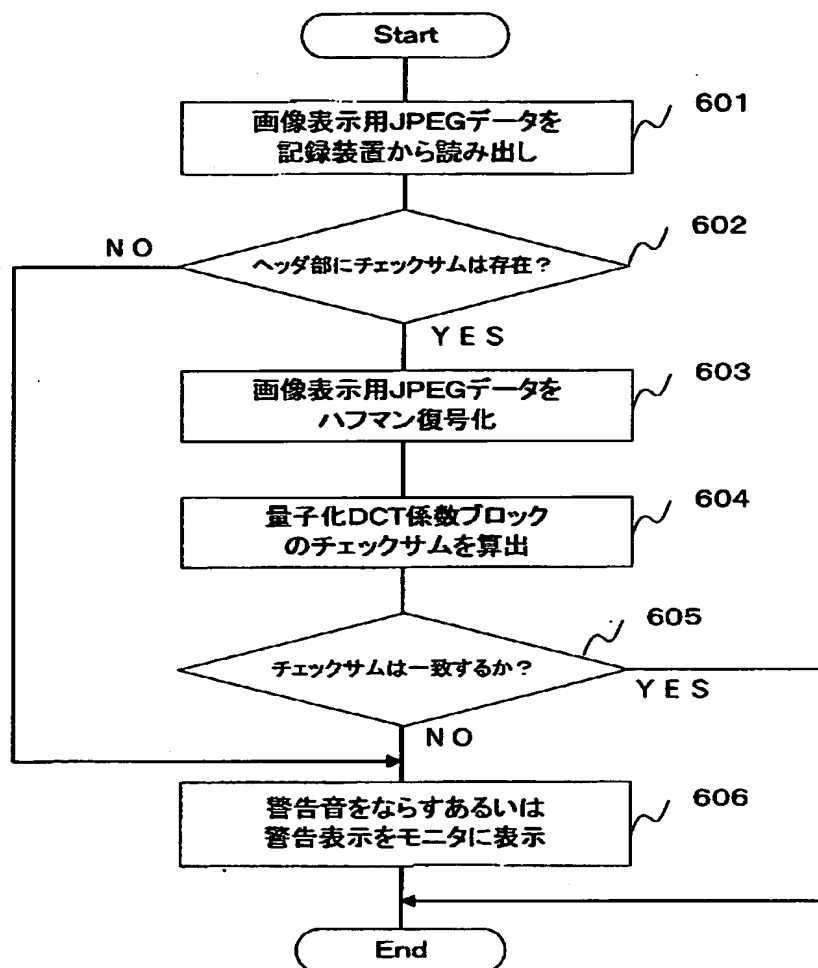 Start
601
画像表示用JPEGデータを
記録装置から読み出し
602
NO
ヘッダ部にチェックサムは存在?
YES
603
画像表示用JPEGデータを
ハフマン復号化
604
量子化DCT係数ブロック
のチェックサムを算出
605
チェックサムは一致するか?
YES
NO
606
警告音をならすあるいは
警告表示をモニタに表示
End